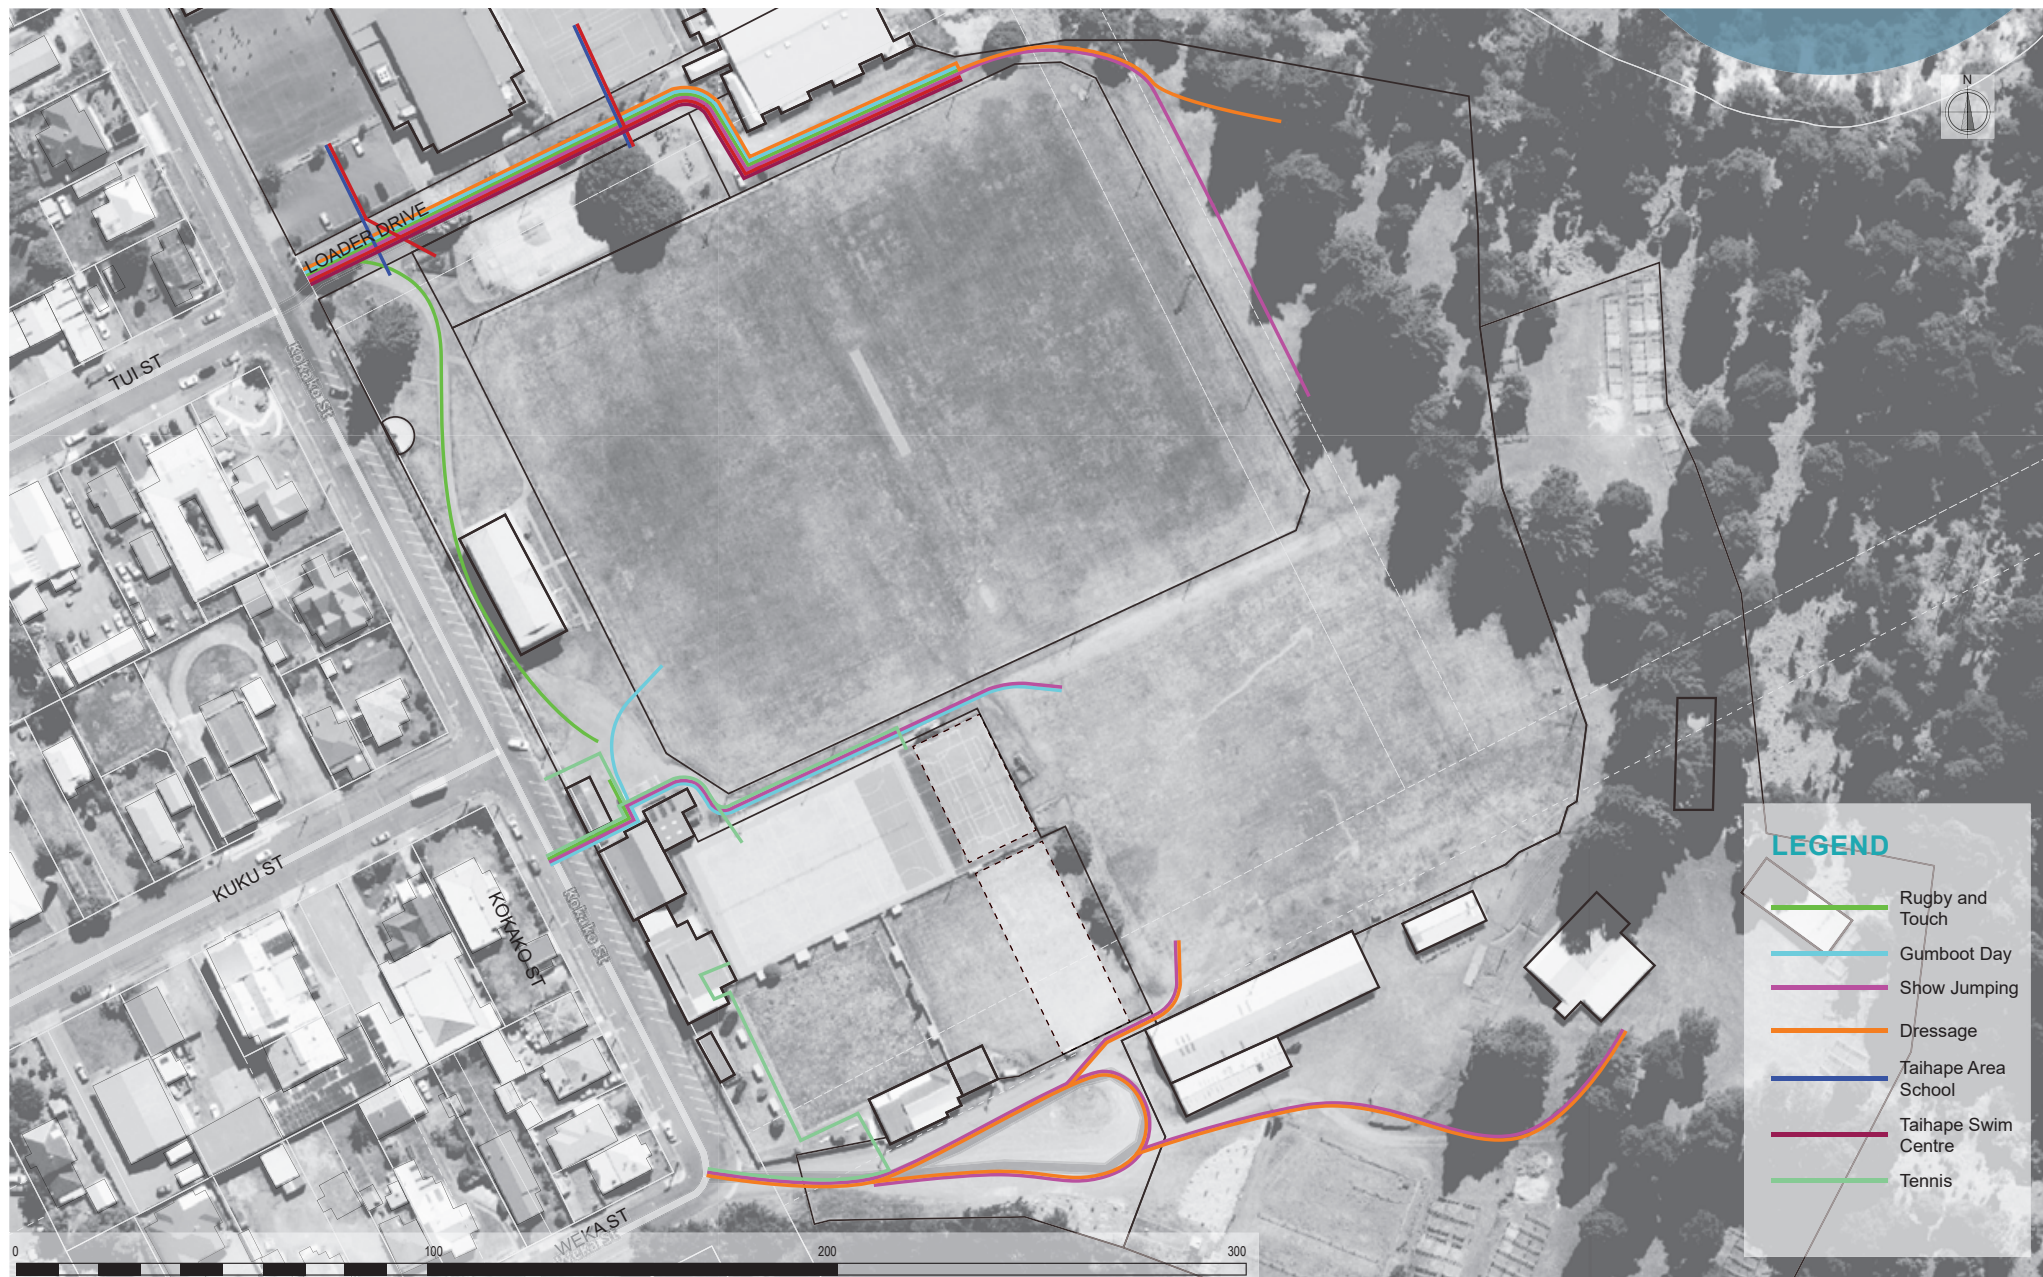 N
LOADER DRIVE
TUI ST
Kokako St
KUKU ST
KOKAKO ST
Kokako St
WEKA ST
LEGEND
Rugby and
Touch
Gumboot Day
Show Jumping
Dressage
Taihape Area
School
Taihape Swim
Centre
Tennis
0 100 200 300